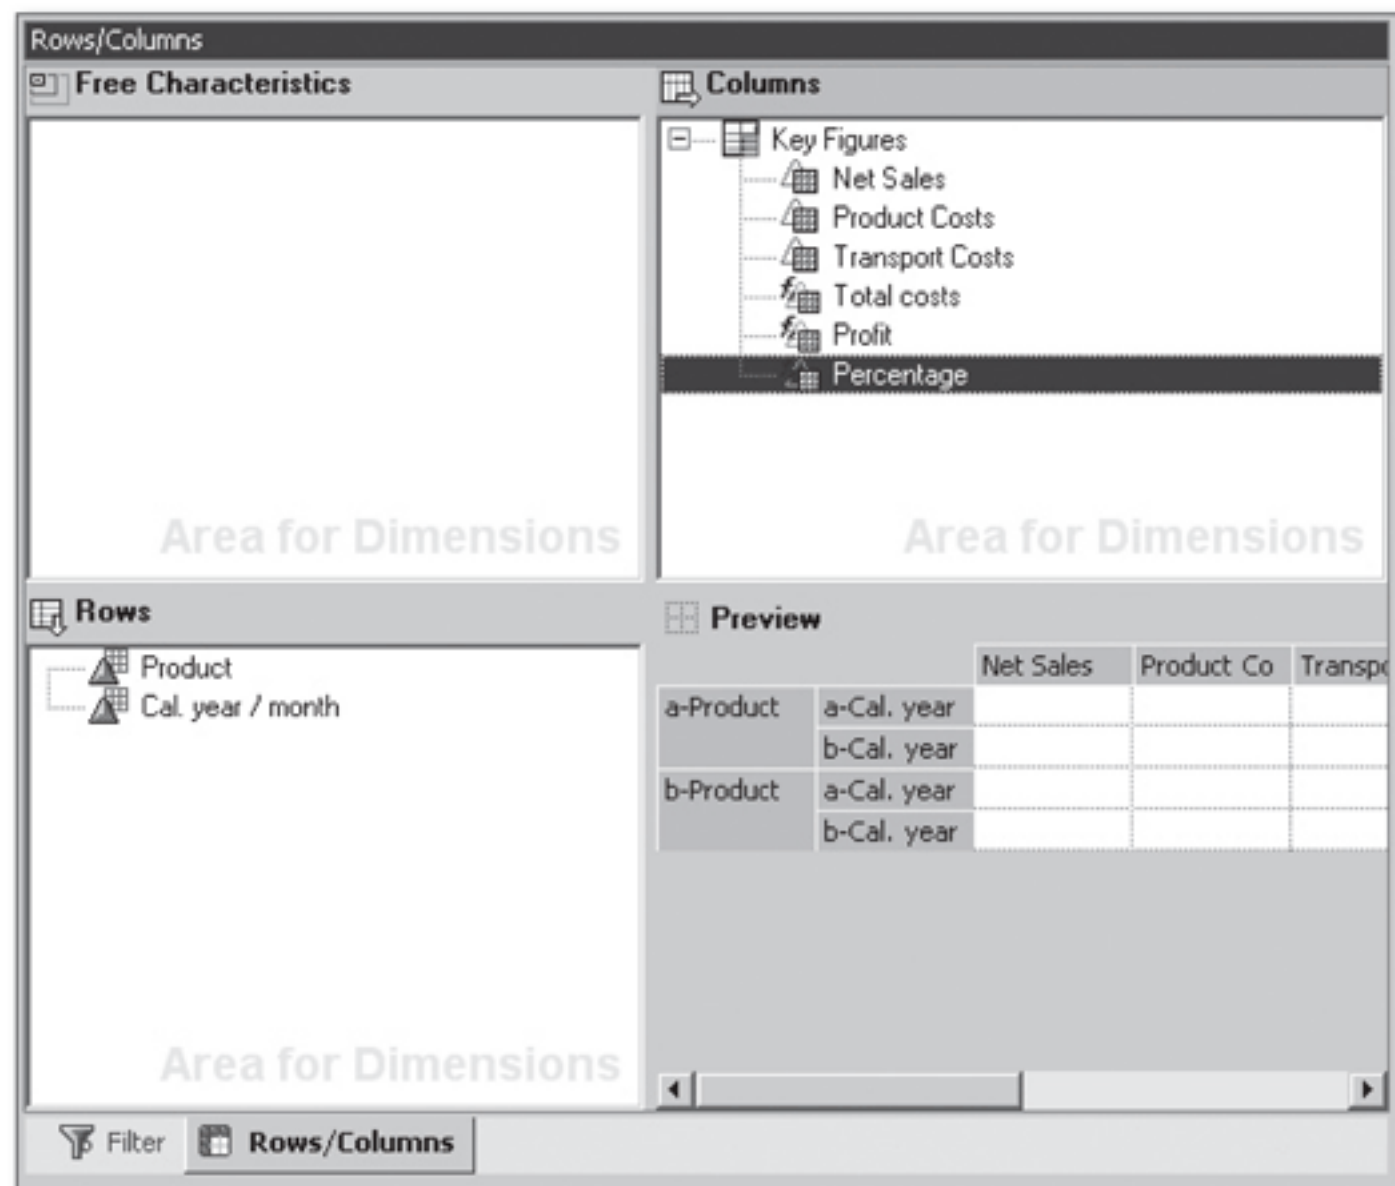 Rows/Columns
Free Characteristics
Columns
Key Figures
Net Sales
Product Costs
Transport Costs
Total costs
Profit
Percentage
Area for Dimensions
Area for Dimensions
Rows
Product
Cal. year / month
Area for Dimensions
Preview
Net Sales Product Co Transpo
a-Product a-Cal. year
b-Cal. year
b-Product a-Cal. year
b-Cal. year
Filter Rows/Columns